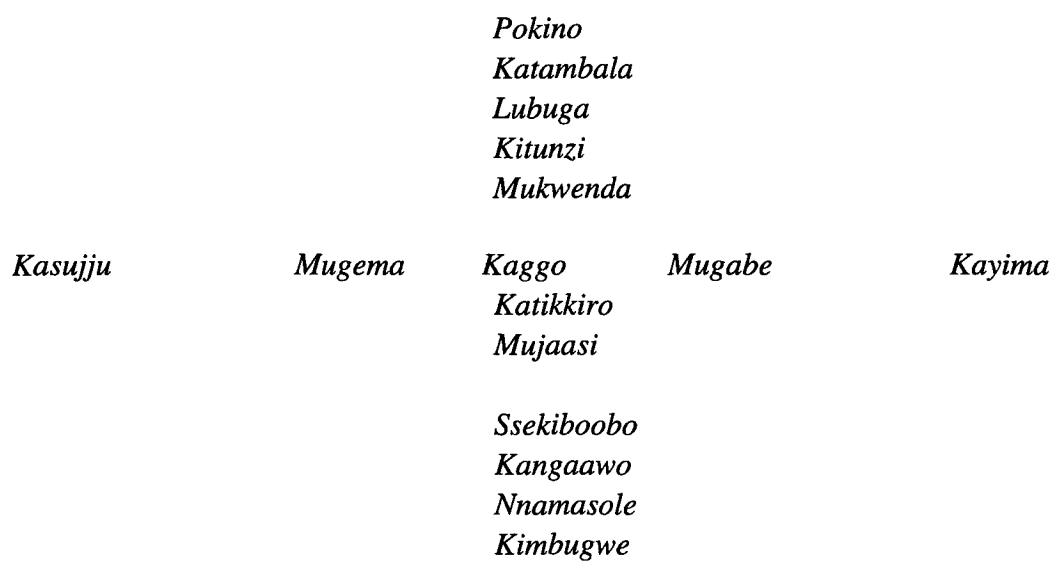 Pokino
Katambala
Lubuga
Kitunzi
Mukwenda
Kasujju Mugema Kaggo Mugabe Kayima
Katikkiro
Mujaasi
Ssekiboobo
Kangaawo
Nnamasole
Kimbugwe